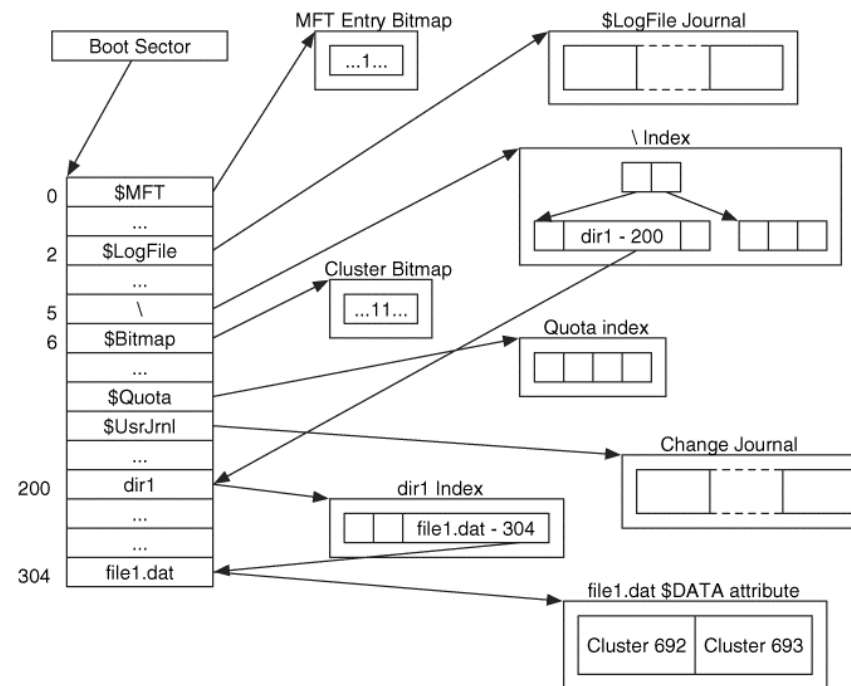 MFT Entry Bitmap
$LogFile Journal
Boot Sector
...1...
\ Index
0 $MFT
...
dir1 - 200
2 $LogFile
...
Cluster Bitmap
5 \
...11...
6 $Bitmap
Quota index
...
$Quota
$UsrJrnl
Change Journal
...
200 dir1
dir1 Index
...
file1.dat - 304
...
304 file1.dat
file1.dat $DATA attribute
Cluster 692 Cluster 693